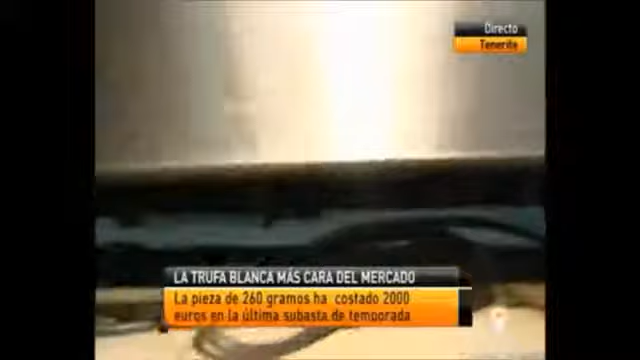 Directo
Tenerife
LA TRUFA BLANCA MÁS CARA DEL MERCADO
La pieza de 260 gramos ha costado 2000
euros en la última subasta de temporada